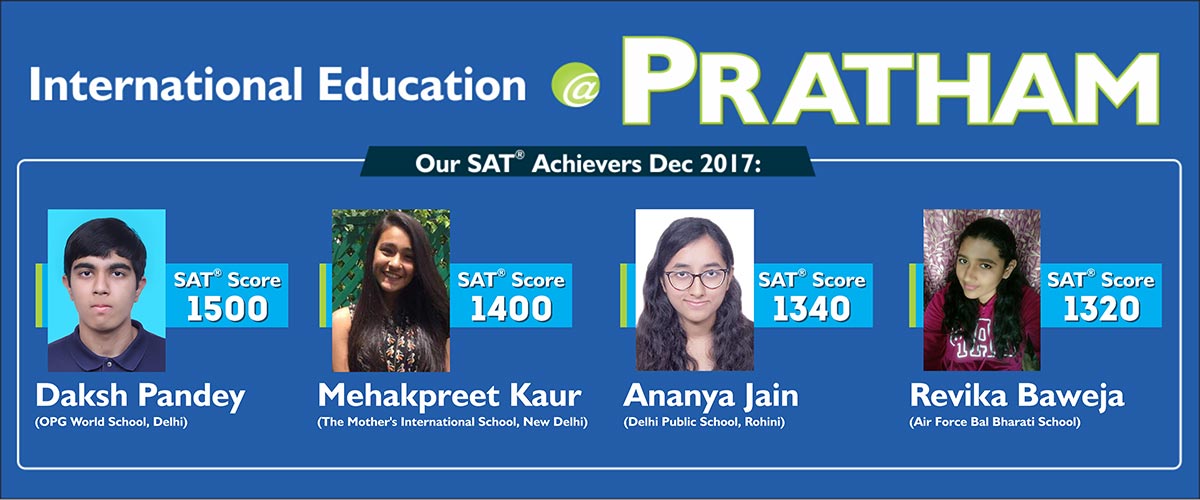 International Education @ PRATHAM
Our SAT® Achievers Dec 2017:
SAT® Score
1500
Daksh Pandey
(OPG World School, Delhi)
SAT® Score
1400
Mehakpreet Kaur
(The Mother's International School, New Delhi)
SAT® Score
1340
Ananya Jain
(Delhi Public School, Rohini)
SAT® Score
1320
Revika Baweja
(Air Force Bal Bharati School)